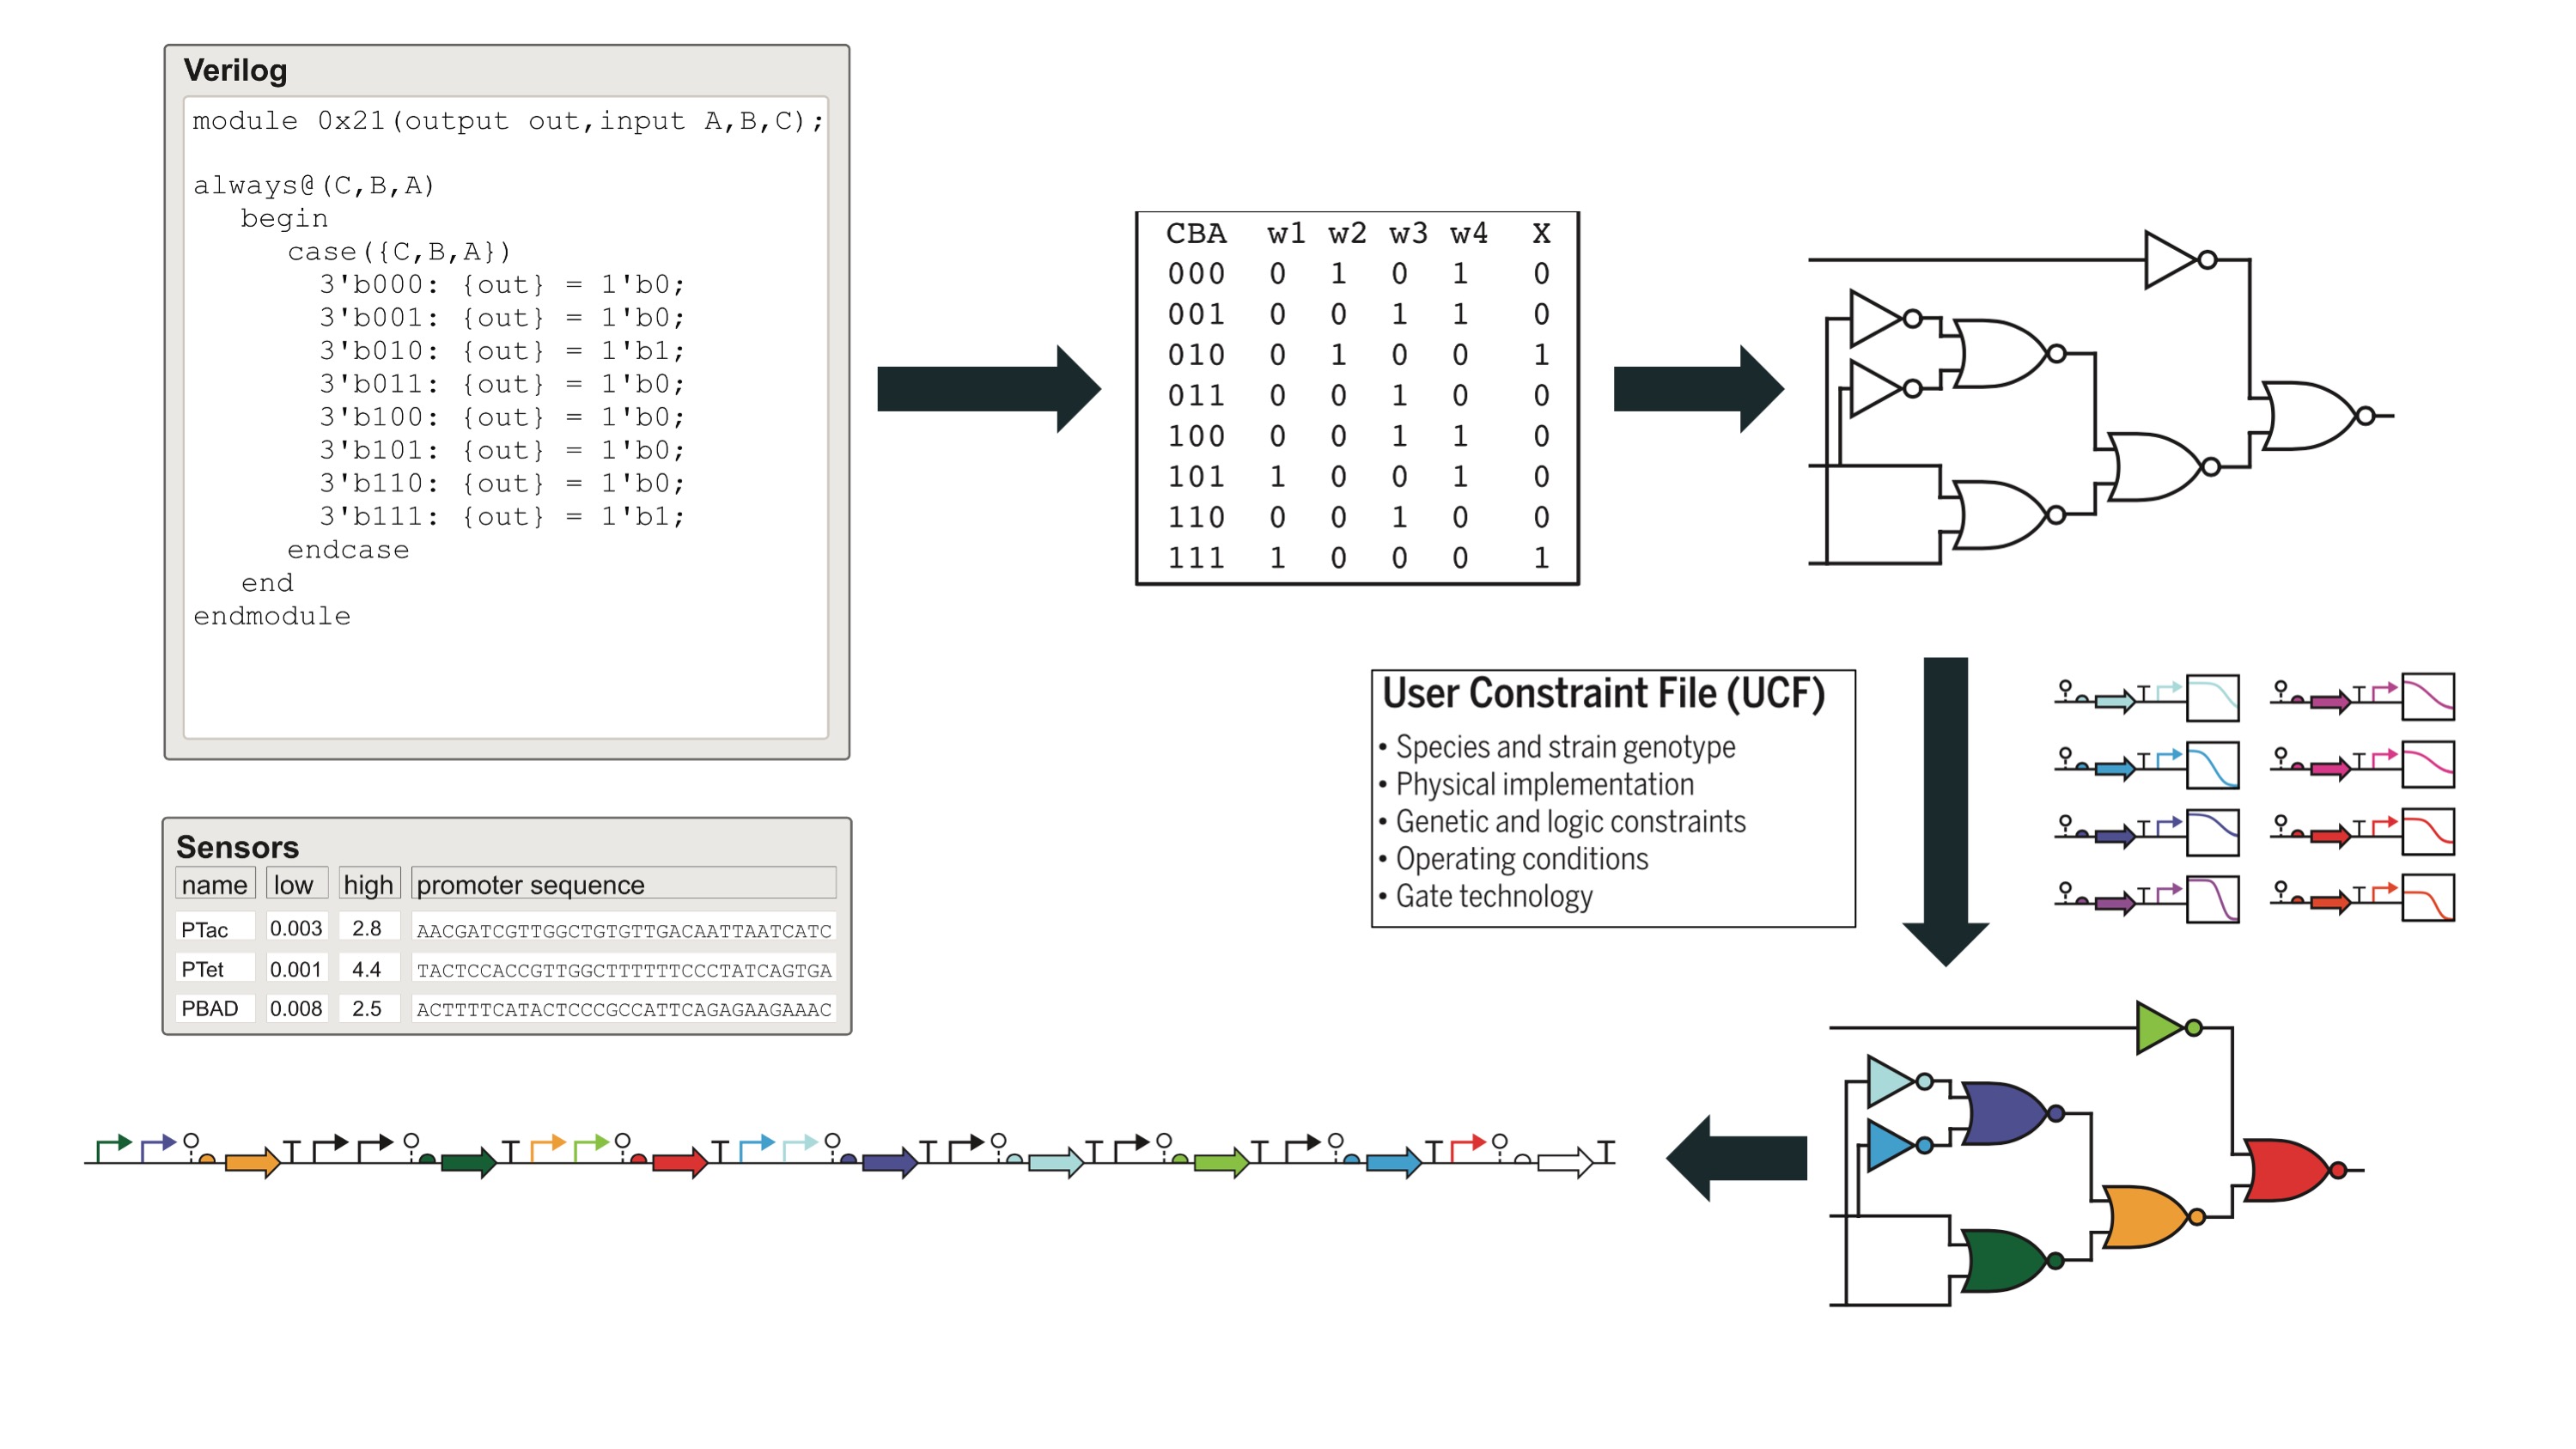 Verilog
module 0x21(output out,input A,B,C);
always@(C,B,A)
begin
case({C,B,A})
3'b000: {out} = 1'b0;
3'b001: {out} = 1'b0;
3'b010: {out} = 1'b1;
3'b011: {out} = 1'b0;
3'b100: {out} = 1'b0;
3'b101: {out} = 1'b0;
3'b110: {out} = 1'b0;
3'b111: {out} = 1'b1;
endcase
end
endmodule
CBA w1 w2 w3 w4 X
000 0 1 0 1 0
001 0 0 1 1 0
010 0 1 0 0 1
011 0 0 1 0 0
100 0 0 1 1 0
101 1 0 0 1 0
110 0 0 1 0 0
111 1 0 0 0 1
User Constraint File (UCF)
• Species and strain genotype
• Physical implementation
• Genetic and logic constraints
• Operating conditions
• Gate technology
Sensors
name low high promoter sequence
PTac 0.003 2.8 AACGATCGTTGGCTGTGTTGACAATTAATCATC
PTet 0.001 4.4 TACTCCACCGTTGGCTTTTTTCCCTATCAGTGA
PBAD 0.008 2.5 ACTTTTCATACTCCCGCCATTCAGAGAAGAAAC